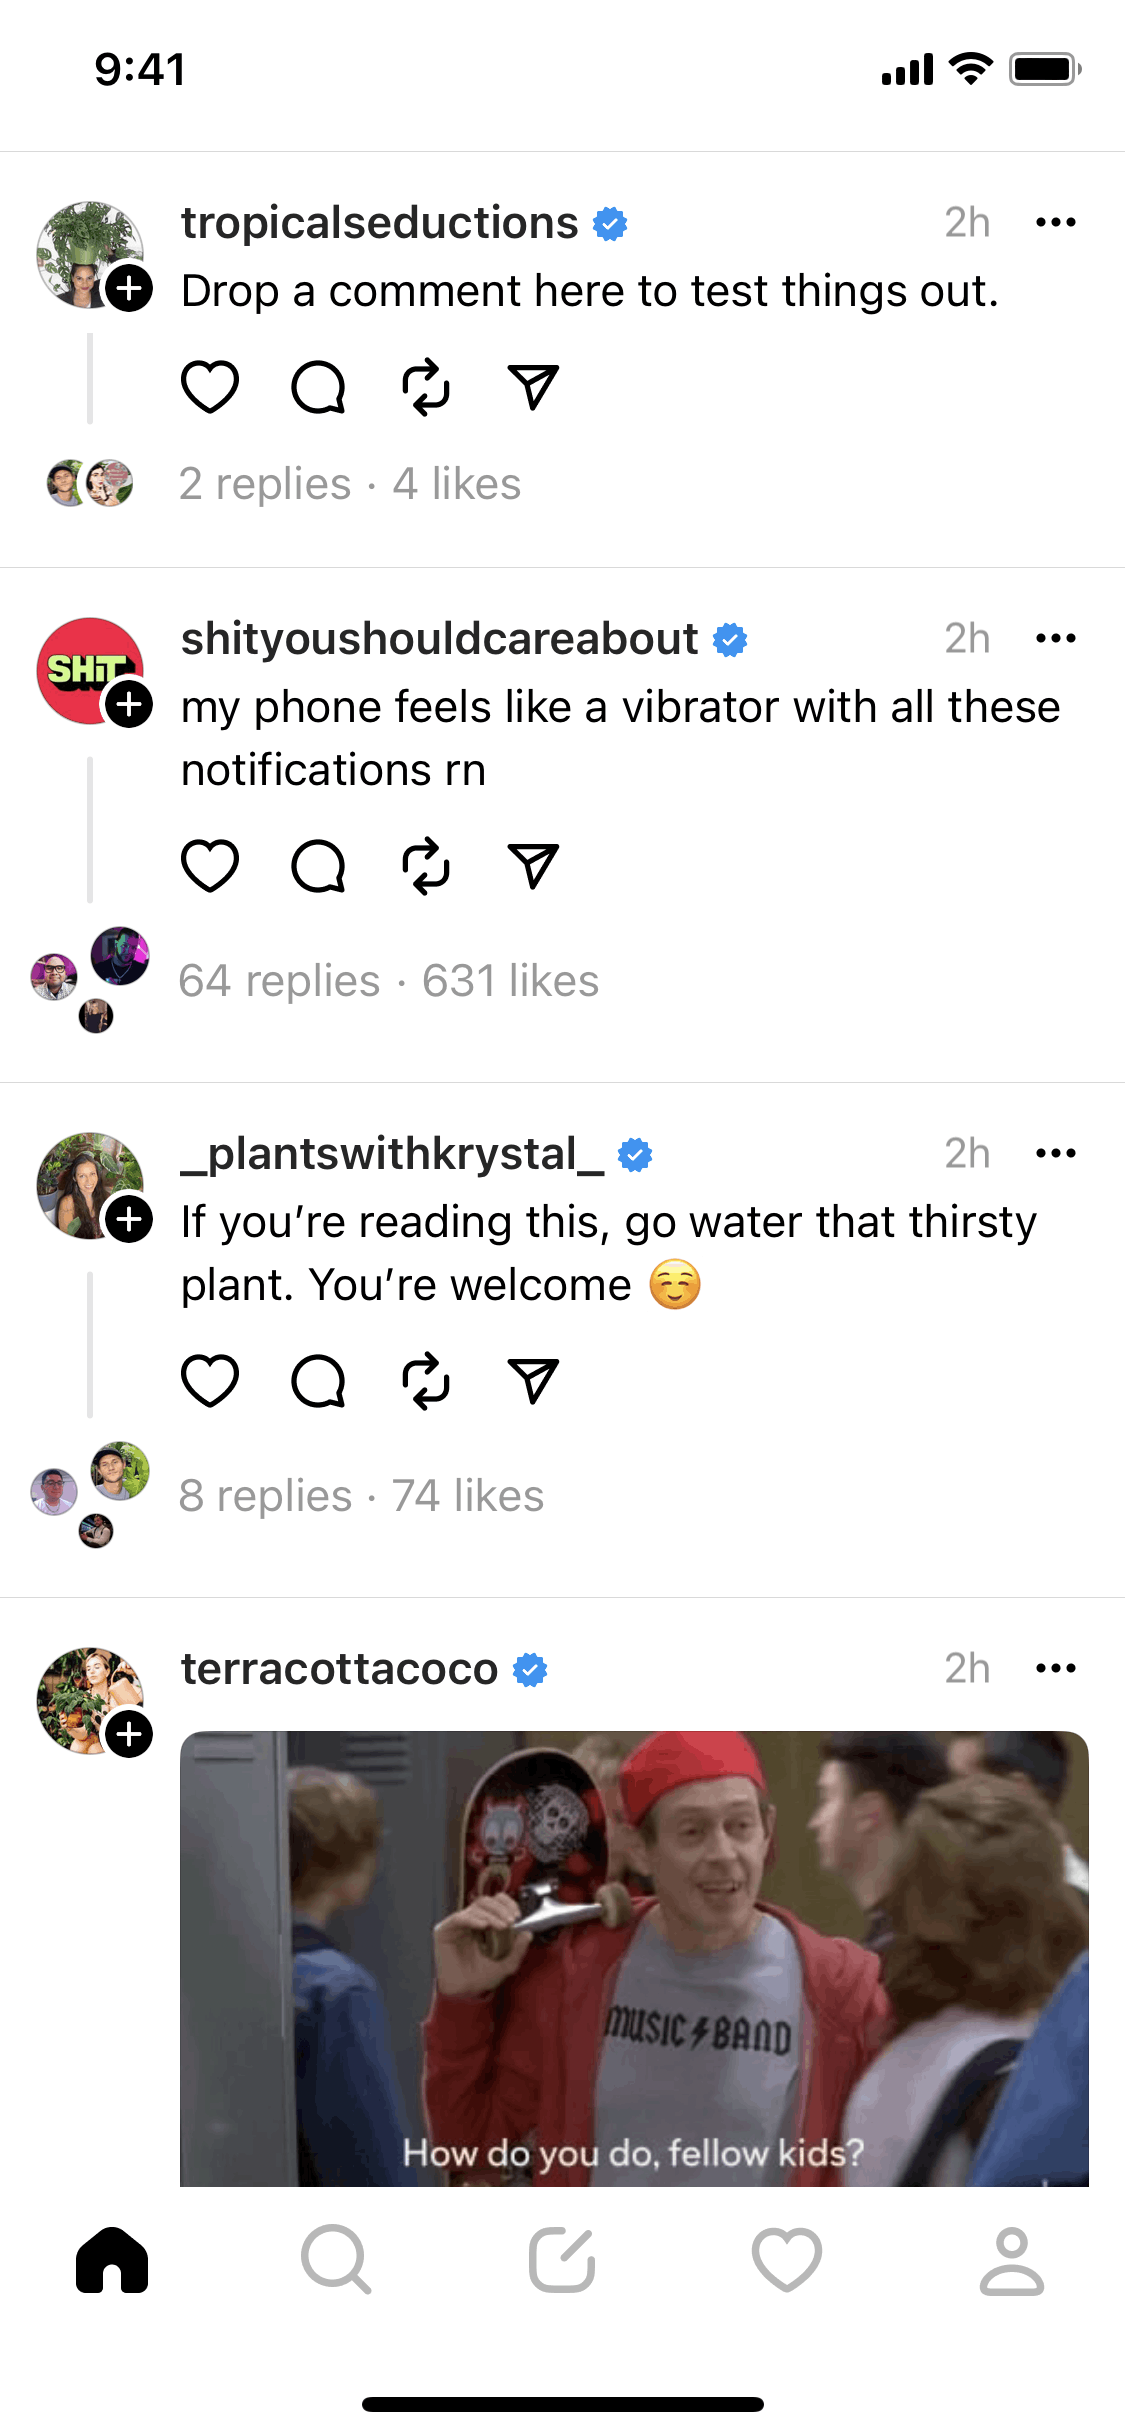 9:41
tropicalseductions
2h
Drop a comment here to test things out.
2 replies · 4 likes
SHiT
shityoushouldcareabout
2h
my phone feels like a vibrator with all these
notifications rn
64 replies · 631 likes
_plantswithkrystal_
2h
If you’re reading this, go water that thirsty
plant. You’re welcome ☺️
8 replies · 74 likes
terracottacoco
2h
MUSIC⚡BAND
How do you do, fellow kids?